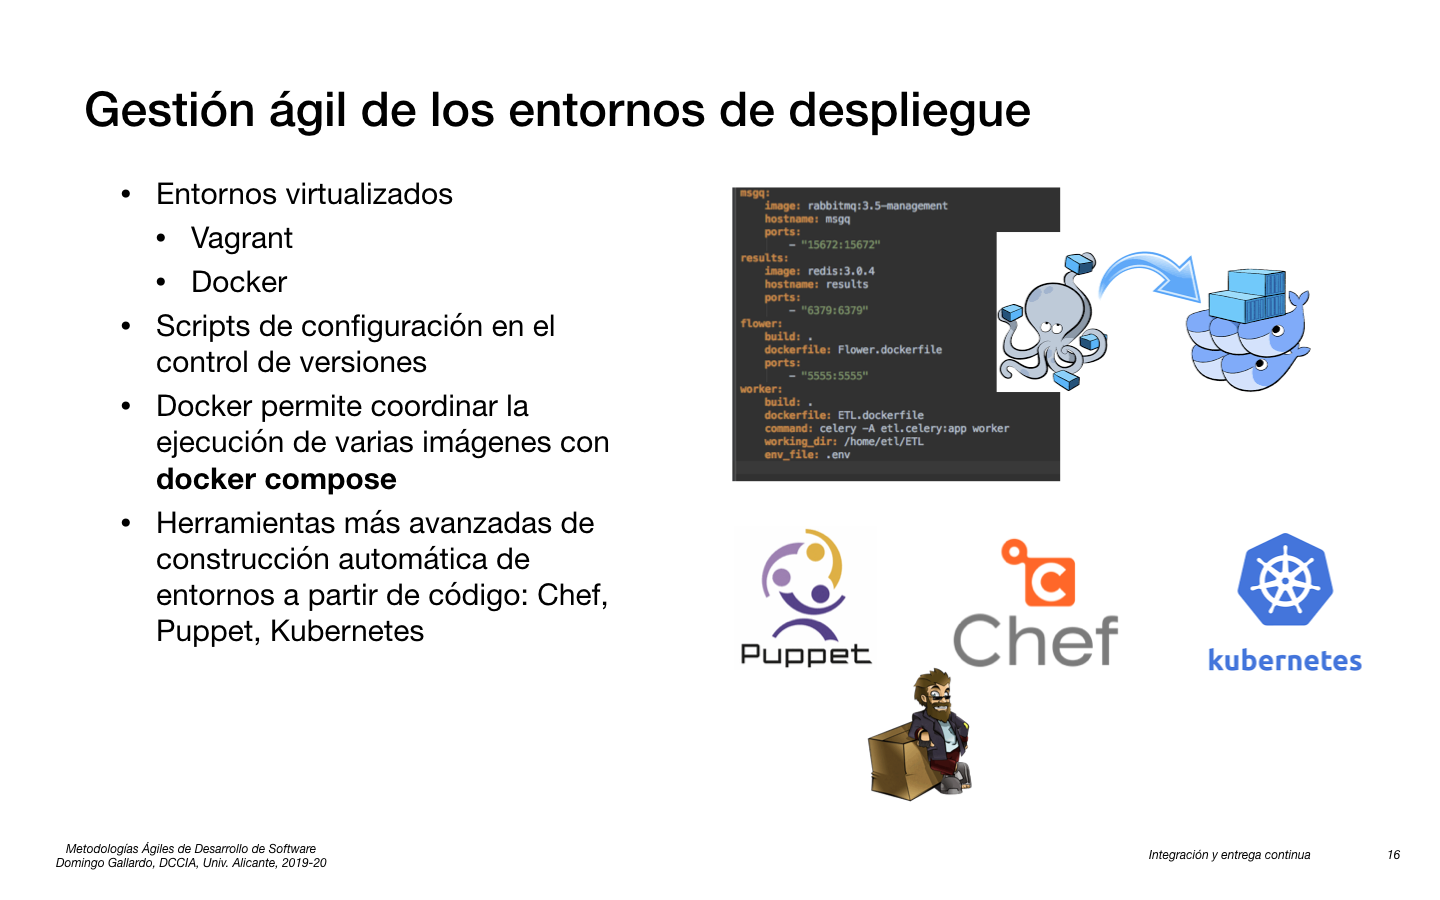 Gestión ágil de los entornos de despliegue
• Entornos virtualizados
• Vagrant
• Docker
• Scripts de configuración en el
control de versiones
• Docker permite coordinar la
ejecución de varias imágenes con
docker compose
• Herramientas más avanzadas de
construcción automática de
entornos a partir de código: Chef,
Puppet, Kubernetes
msgq:
image: rabbitmq:3.5-management
hostname: msgq
ports:
- "15672:15672"
results:
image: redis:3.0.4
hostname: results
ports:
- "6379:6379"
flower:
build: .
dockerfile: Flower.dockerfile
ports:
- "5555:5555"
worker:
build: .
dockerfile: ETL.dockerfile
command: celery -A etl.celery:app worker
working_dir: /home/etl/ETL
env_file: .env
Puppet
C
Chef
kubernetes
Metodologías Ágiles de Desarrollo de Software
Domingo Gallardo, DCCIA, Univ. Alicante, 2019-20
Integración y entrega continua
16